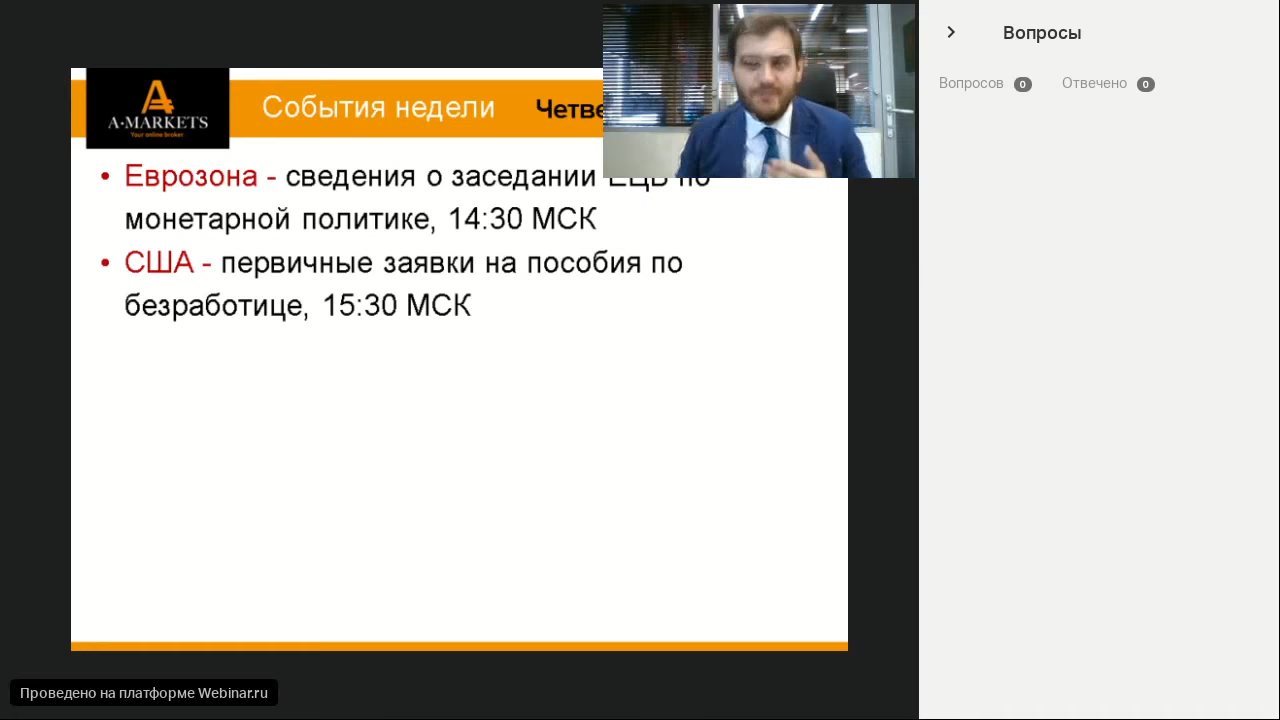 A-MARKETS
Your online broker
События недели
Еврозона - сведения о заседании ЕЦБ по
монетарной политике, 14:30 МСК
США - первичные заявки на пособия по
безработице, 15:30 МСК
Вопросы
Вопросов 0 Отвечено 0
Проведено на платформе Webinar.ru